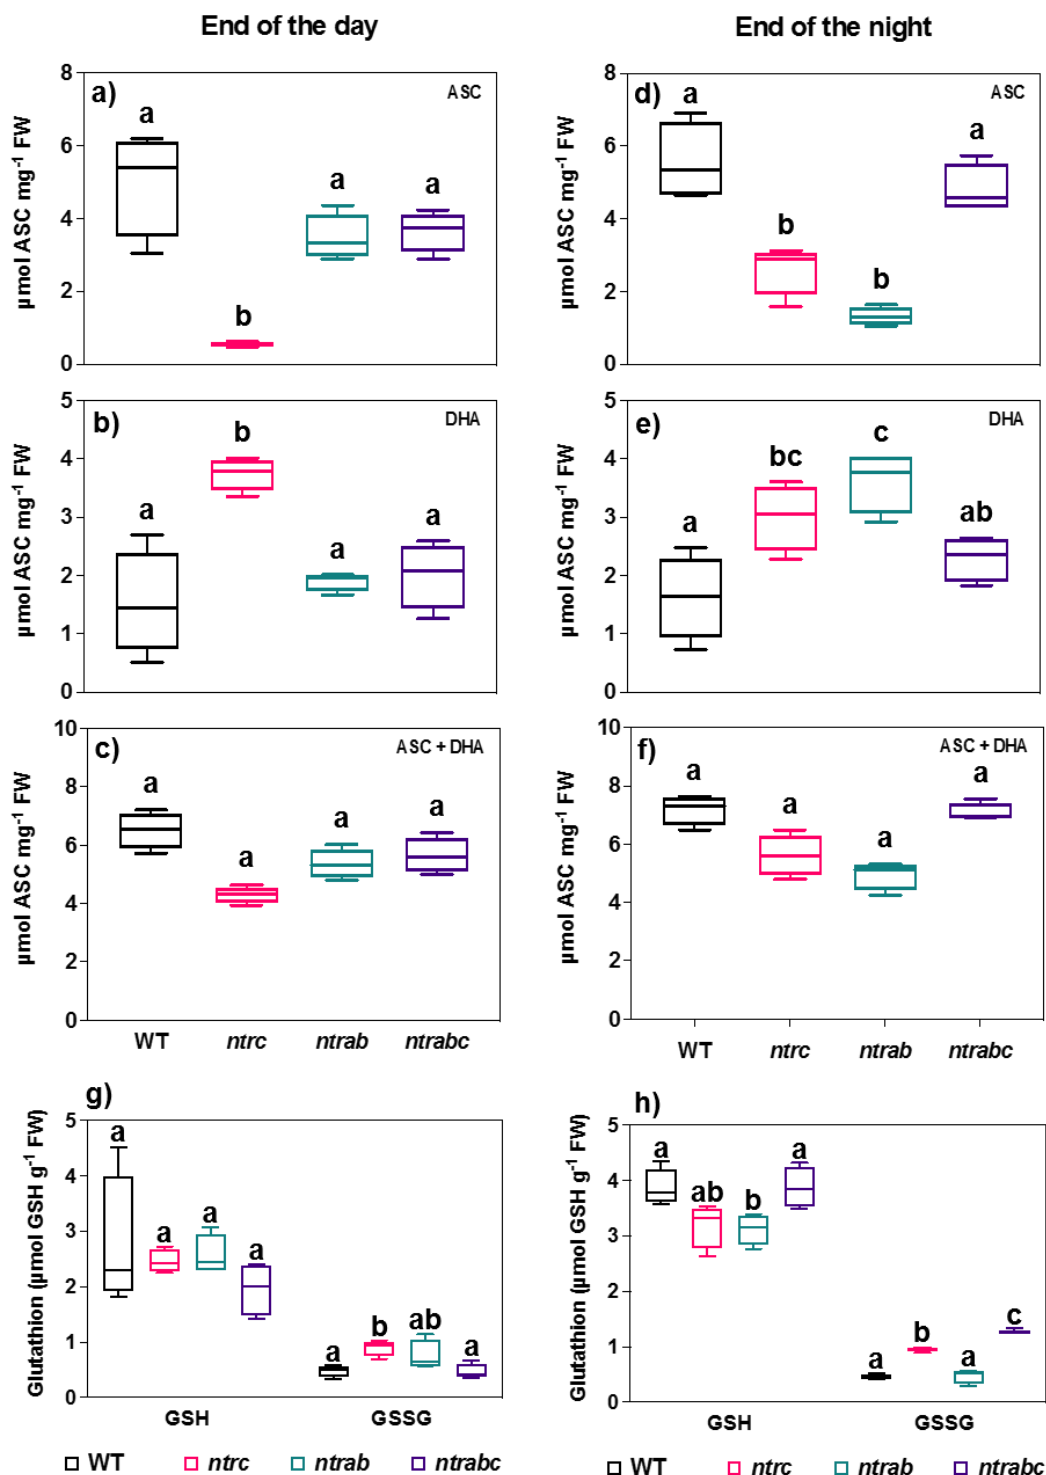 End of the day
End of the night
a)
ASC
8
6
4
2
0
µmol ASC mg⁻¹ FW
a
b
a
a
d)
ASC
8
6
4
2
0
µmol ASC mg⁻¹ FW
a
b
b
a
b)
DHA
5
4
3
2
1
0
µmol ASC mg⁻¹ FW
a
b
a
a
e)
DHA
5
4
3
2
1
0
µmol ASC mg⁻¹ FW
a
bc
c
ab
c)
ASC + DHA
10
8
6
4
2
0
µmol ASC mg⁻¹ FW
a
a
a
a
WT ntrc ntrab ntrabc
f)
ASC + DHA
10
8
6
4
2
0
µmol ASC mg⁻¹ FW
a
a
a
a
WT ntrc ntrab ntrabc
g)
5
4
3
2
1
0
Glutathion (µmol GSH g⁻¹ FW)
a
a
a
a
a
b
ab
a
GSH GSSG
WT ntrc ntrab ntrabc
h)
5
4
3
2
1
0
Glutathion (µmol GSH g⁻¹ FW)
a
ab
b
a
a
b
a
c
GSH GSSG
WT ntrc ntrab ntrabc